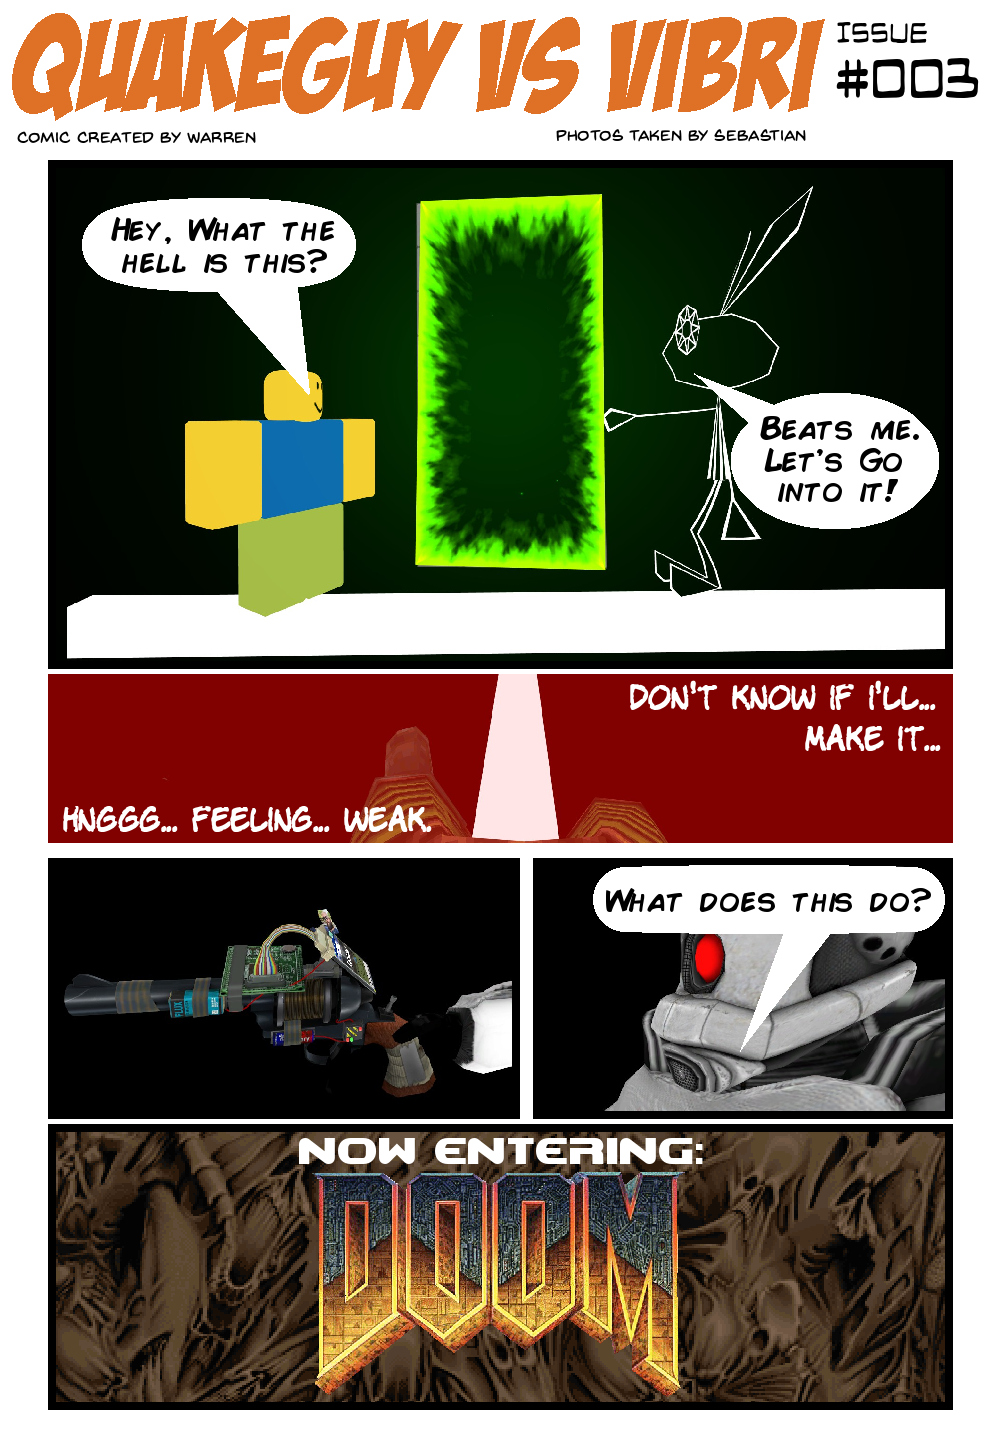 QUAKEGUY VS VIBRI
ISSUE
#003
COMIC CREATED BY WARREN
PHOTOS TAKEN BY SEBASTIAN
HEY, WHAT THE
HELL IS THIS?
BEATS ME.
LET'S GO
INTO IT!
DON'T KNOW IF I'LL...
MAKE IT...
HNGGG... FEELING... WEAK.
FLUX
WHAT DOES THIS DO?
NOW ENTERING:
DOOM